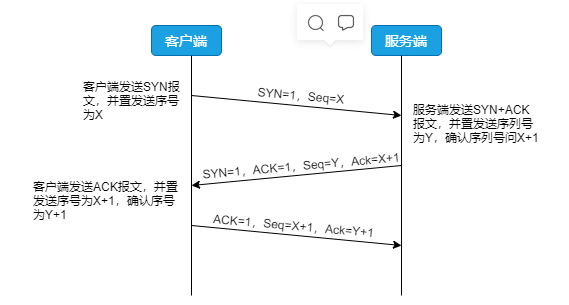 客户端
服务端
客户端发送SYN报
文，并置发送序号
为X
SYN=1，Seq=X
服务端发送SYN+ACK
报文，并置发送序列号
为Y，确认序列号问X+1
SYN=1，ACK=1，Seq=Y，Ack=X+1
客户端发送ACK报文，并置
发送序号为X+1，确认序号
为Y+1
ACK=1，Seq=X+1，Ack=Y+1